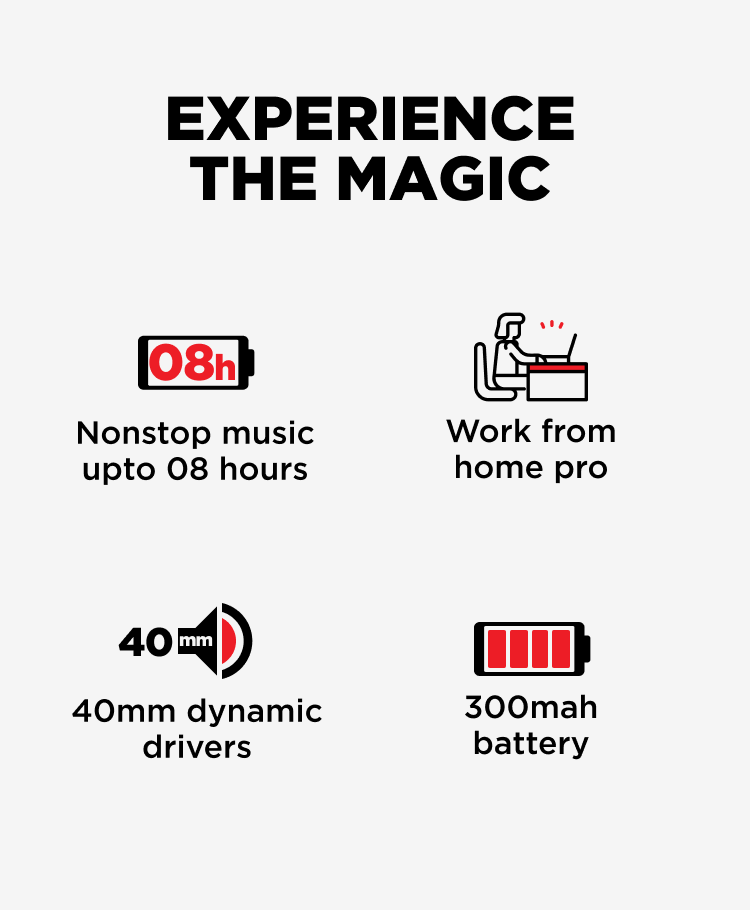 EXPERIENCE
THE MAGIC
08h
Nonstop music
upto 08 hours
Work from
home pro
40 mm
40mm dynamic
drivers
300mah
battery